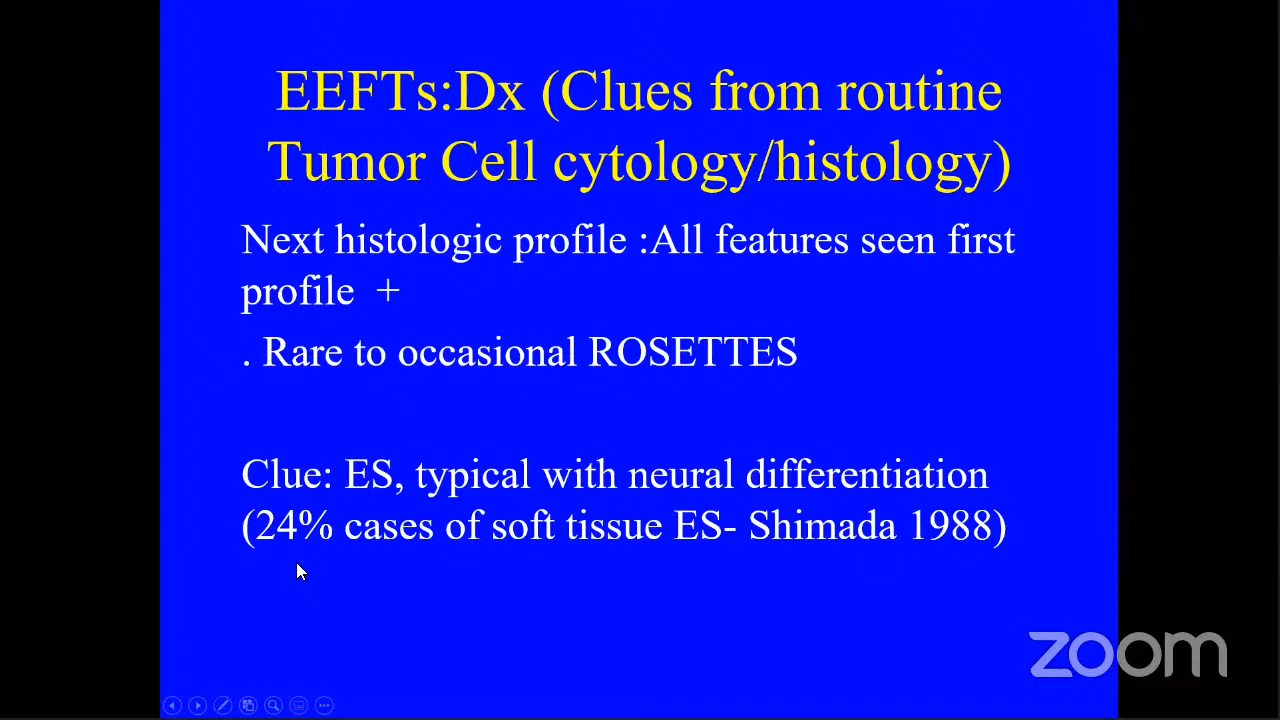 EEFTs:Dx (Clues from routine
Tumor Cell cytology/histology)
Next histologic profile :All features seen first
profile +
. Rare to occasional ROSETTES
Clue: ES, typical with neural differentiation
(24% cases of soft tissue ES- Shimada 1988)
zoom